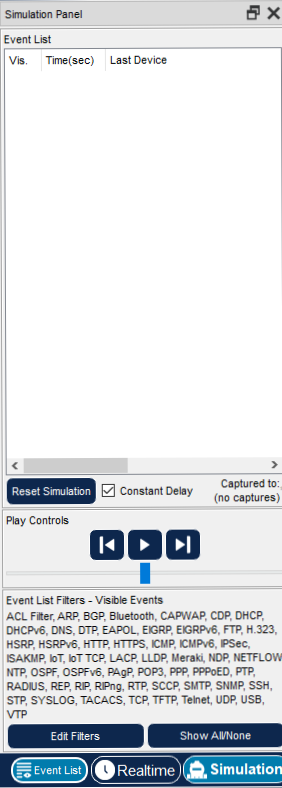 Simulation Panel
Event List
Vis. Time(sec) Last Device
Reset Simulation Constant Delay Captured to:
(no captures)
Play Controls
Event List Filters - Visible Events
ACL Filter, ARP, BGP, Bluetooth, CAPWAP, CDP, DHCP,
DHCPv6, DNS, DTP, EAPOL, EIGRP, EIGRPv6, FTP, H.323,
HSRP, HSRPv6, HTTP, HTTPS, ICMP, ICMPv6, IPSec,
ISAKMP, IoT, IoT TCP, LACP, LLDP, Meraki, NDP, NETFLOW
NTP, OSPF, OSPFv6, PAgP, POP3, PPP, PPPoED, PTP,
RADIUS, REP, RIP, RIPng, RTP, SCCP, SMTP, SNMP, SSH,
STP, SYSLOG, TACACS, TCP, TFTP, Telnet, UDP, USB,
VTP
Edit Filters Show All/None
Event List Realtime Simulation